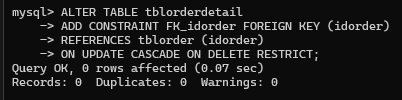 mysql> ALTER TABLE tblorderdetail
    -> ADD CONSTRAINT FK_idorder FOREIGN KEY (idorder)
    -> REFERENCES tblorder (idorder)
    -> ON UPDATE CASCADE ON DELETE RESTRICT;
Query OK, 0 rows affected (0.07 sec)
Records: 0  Duplicates: 0  Warnings: 0